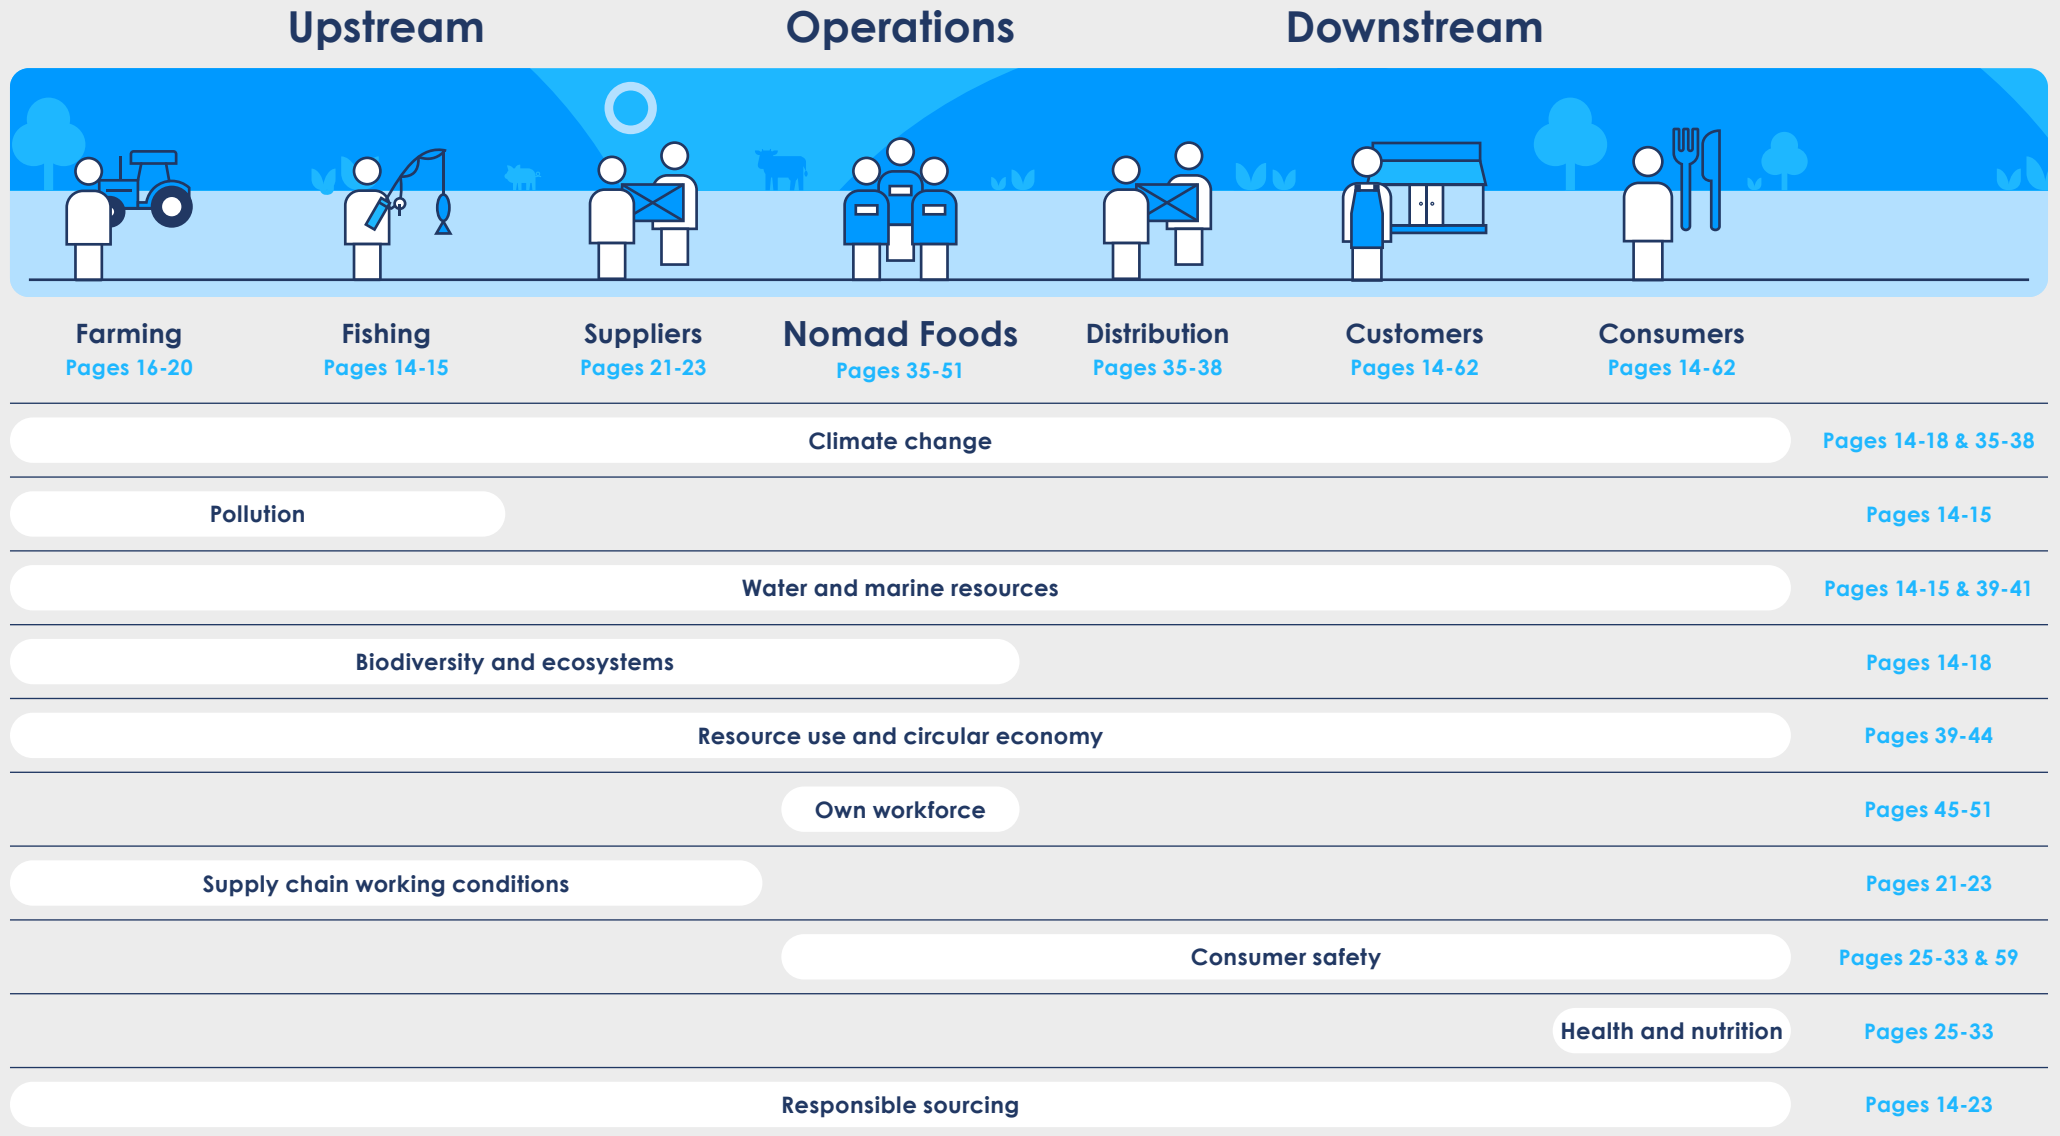 Upstream
Operations
Downstream
Farming
Pages 16-20
Fishing
Pages 14-15
Suppliers
Pages 21-23
Nomad Foods
Pages 35-51
Distribution
Pages 35-38
Customers
Pages 14-62
Consumers
Pages 14-62
Climate change
Pages 14-18 & 35-38
Pollution
Pages 14-15
Water and marine resources
Pages 14-15 & 39-41
Biodiversity and ecosystems
Pages 14-18
Resource use and circular economy
Pages 39-44
Own workforce
Pages 45-51
Supply chain working conditions
Pages 21-23
Consumer safety
Pages 25-33 & 59
Health and nutrition
Pages 25-33
Responsible sourcing
Pages 14-23